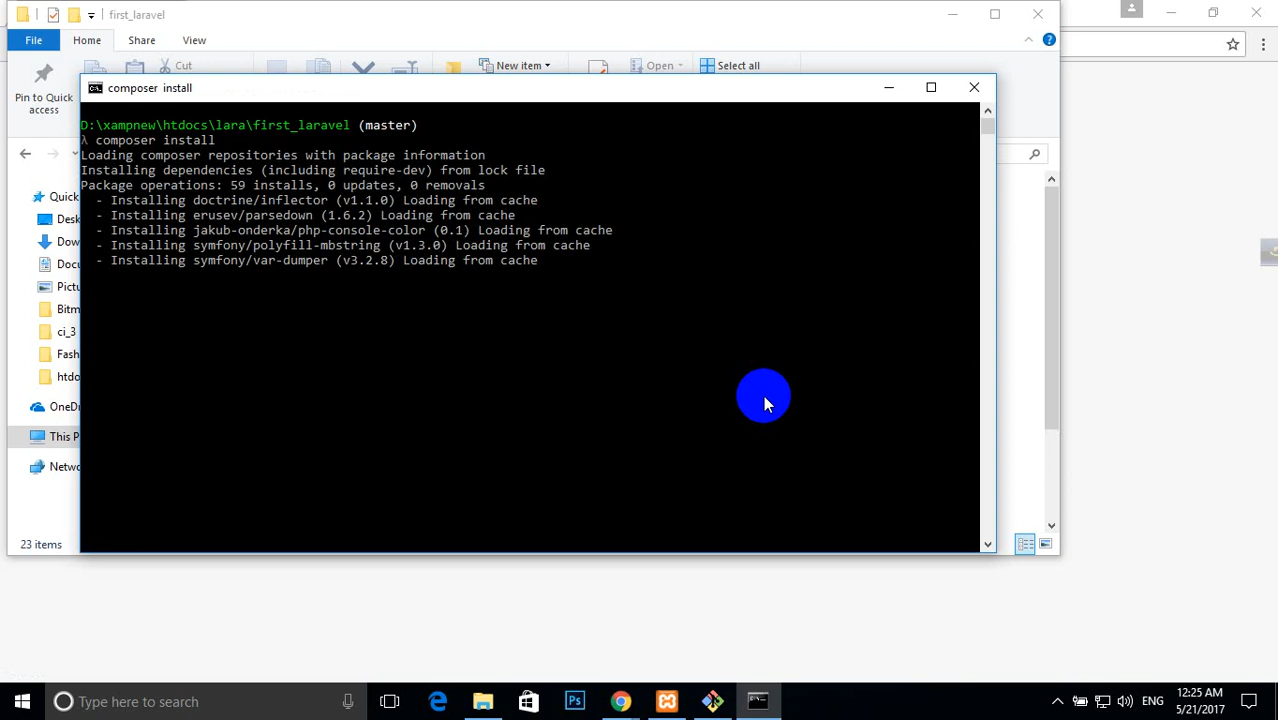 first_laravel
File
Home
Share
View
Cut
New item
Open
Select all
Pin to Quick
access
composer install
D:\xampnew\htdocs\lara\first_laravel (master)
λ composer install
Loading composer repositories with package information
Installing dependencies (including require-dev) from lock file
Package operations: 59 installs, 0 updates, 0 removals
- Installing doctrine/inflector (v1.1.0) Loading from cache
- Installing erusev/parsedown (1.6.2) Loading from cache
- Installing jakub-onderka/php-console-color (0.1) Loading from cache
- Installing symfony/polyfill-mbstring (v1.3.0) Loading from cache
- Installing symfony/var-dumper (v3.2.8) Loading from cache
Quick
Desk
Dow
Docu
Pictu
Bitm
ci_3
Fash
htdo
OneDr
This P
Netwo
23 items
Type here to search
Ps
ENG
12:25 AM
5/21/2017